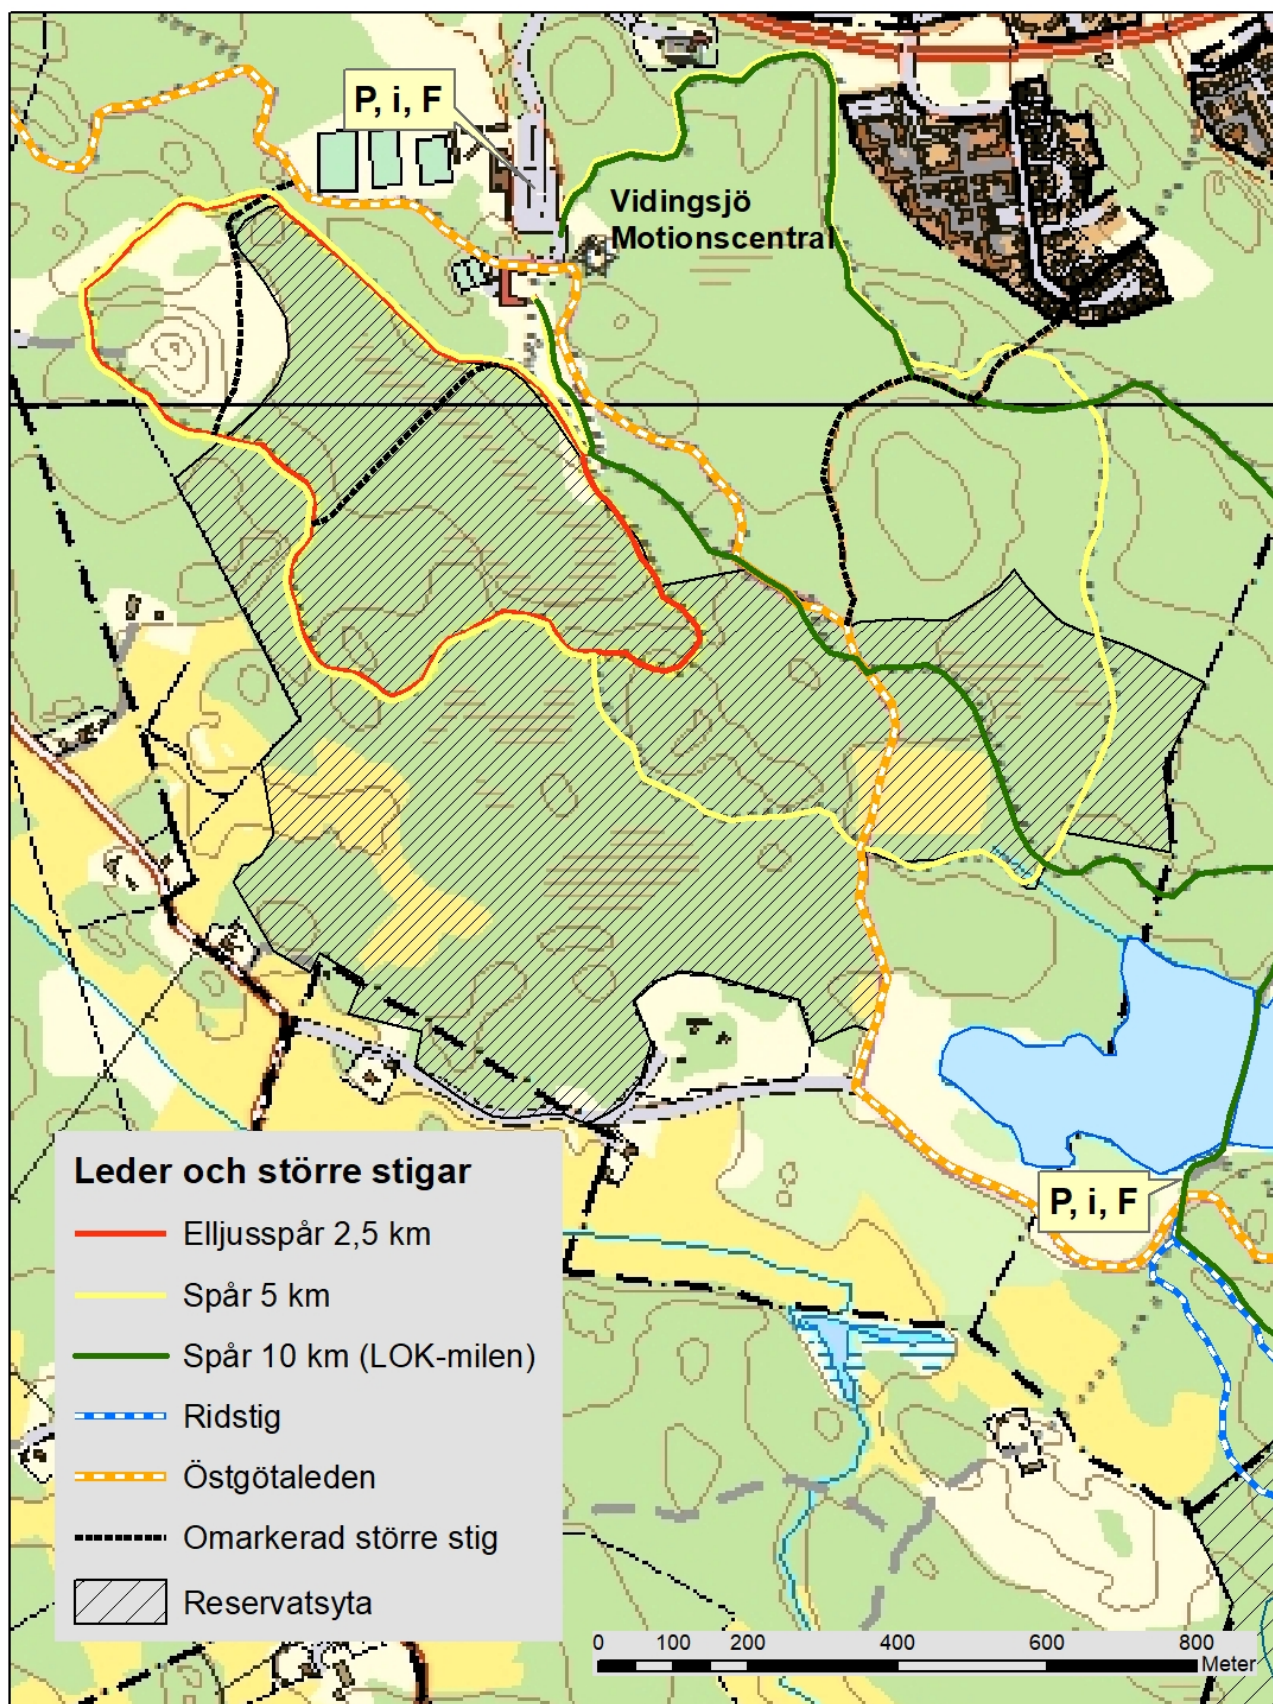 P, i, F
Vidingsjö
Motionscentral
P, i, F
Leder och större stigar
Elljusspår 2,5 km
Spår 5 km
Spår 10 km (LOK-milen)
Ridstig
Östgötaleden
Omarkerad större stig
Reservatsyta
0 100 200 400 600 800
Meter